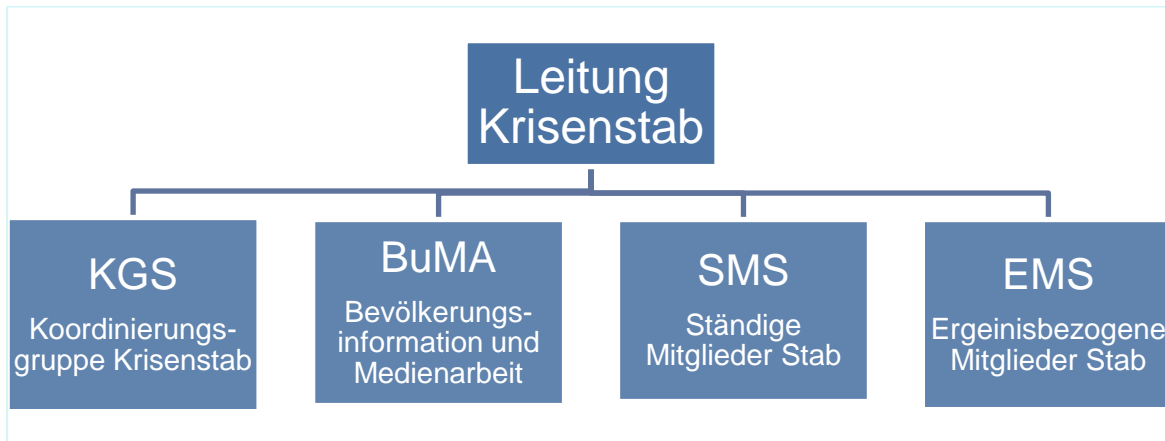 Leitung
Krisenstab
KGS
Koordinierungs-
gruppe Krisenstab
BuMA
Bevölkerungs-
information und
Medienarbeit
SMS
Ständige
Mitglieder Stab
EMS
Ergeinisbezogene
Mitglieder Stab